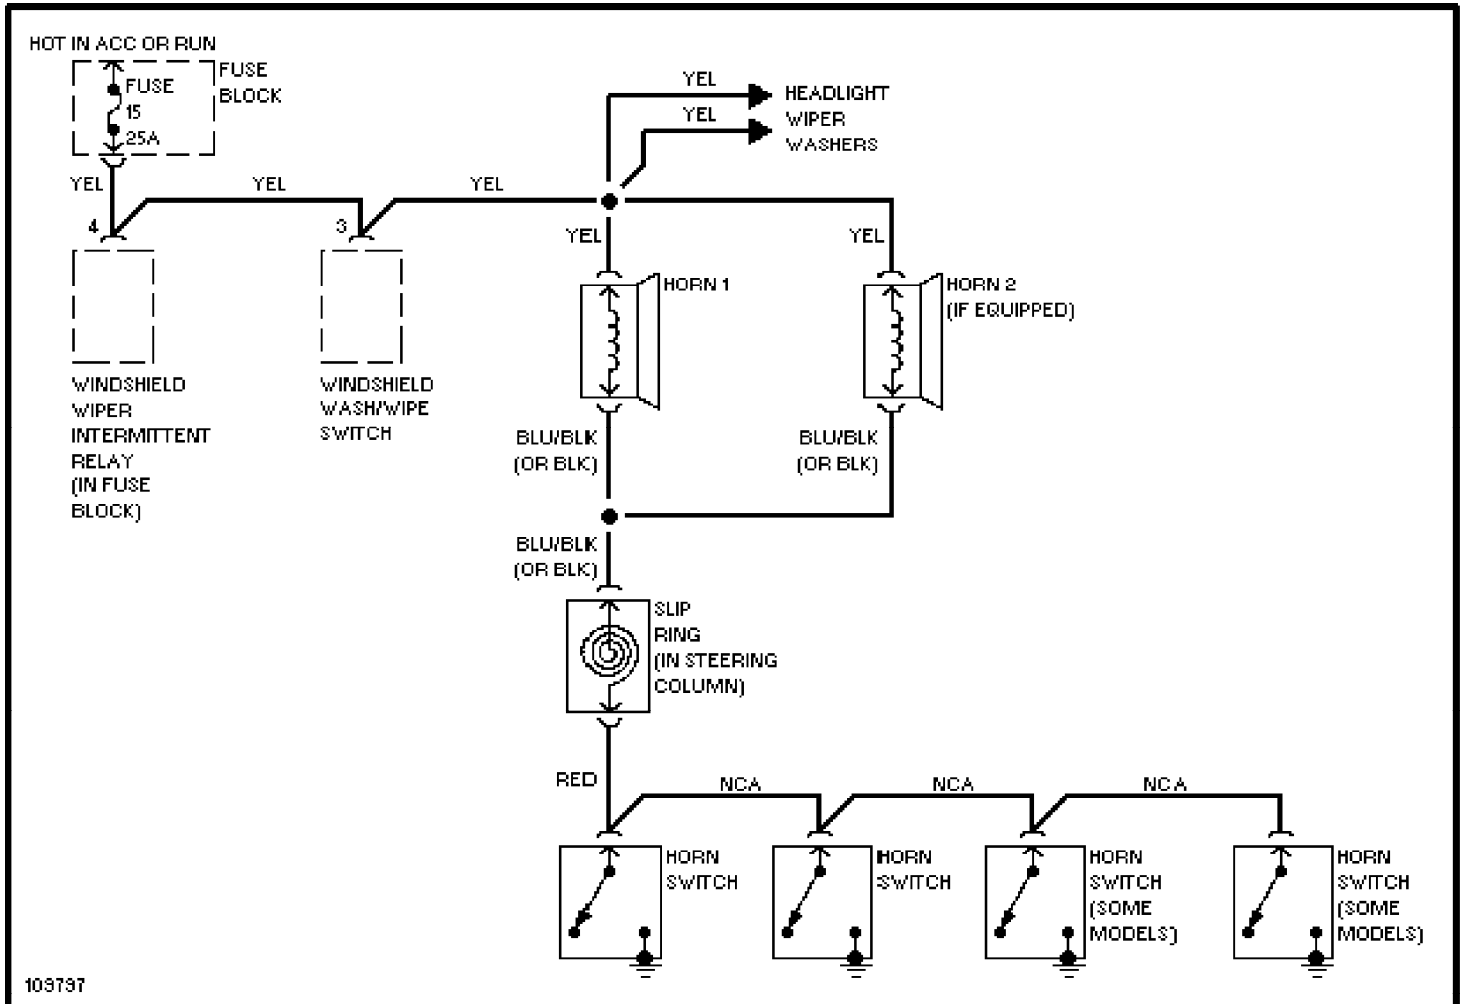 HOT IN ACC OR RUN
FUSE
BLOCK
FUSE
15
25A
YEL
YEL
YEL
YEL
YEL
HEADLIGHT
WIPER
WASHERS
4
3
YEL
YEL
HORN 1
HORN 2
(IF EQUIPPED)
WINDSHIELD
WIPER
INTERMITTENT
RELAY
(IN FUSE
BLOCK)
WINDSHIELD
WASH/WIPE
SWITCH
BLU/BLK
(OR BLK)
BLU/BLK
(OR BLK)
BLU/BLK
(OR BLK)
SLIP
RING
(IN STEERING
COLUMN)
RED
NCA
NCA
NCA
HORN
SWITCH
HORN
SWITCH
HORN
SWITCH
(SOME
MODELS)
HORN
SWITCH
(SOME
MODELS)
109797